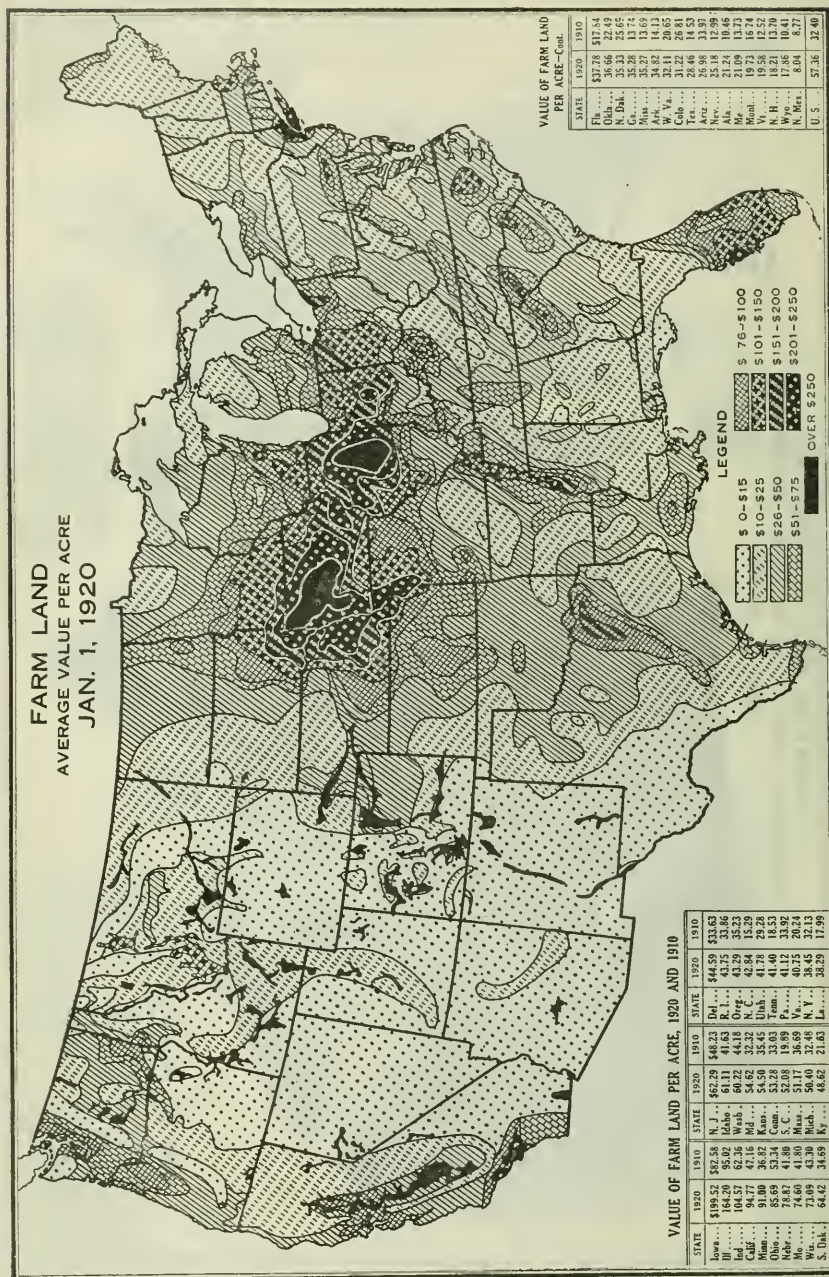 FARM LAND
AVERAGE VALUE PER ACRE
JAN. 1, 1920
LEGEND
$ 0-$15
$10-$25
$26-$50
$51-$75
$ 76-$100
$101-$150
$151-$200
$201-$250
OVER $250
VALUE OF FARM LAND PER ACRE, 1920 AND 1910
STATE 1920 1910 STATE 1920 1910 STATE 1920 1910
Iowa.... $199.52 $82.58 N. J.... $62.29 $48.23 Del.... $44.59 $33.63
Ill...... 164.20 95.02 Idaho... 61.11 41.63 R. I..... 43.75 33.86
Ind..... 104.57 62.36 Wash... 60.22 44.18 Oreg.... 43.29 35.23
Calif.... 94.77 47.16 Md..... 54.62 32.32 N. C.... 42.84 15.29
Minn.... 91.00 36.82 Kans.... 54.50 35.45 Utah.... 41.78 29.28
Ohio.... 85.69 53.34 Conn... 53.28 33.03 Tenn.... 41.40 18.53
Nebr.... 78.87 41.80 S. C.... 52.08 19.89 Pa...... 41.12 33.92
Mo..... 74.60 41.80 Mass... 51.17 36.69 Va..... 40.75 20.24
Wis..... 73.09 43.30 Mich... 50.40 32.48 N. Y.... 38.45 32.13
S. Dak.. 64.42 34.69 Ky..... 48.62 21.83 La..... 38.29 17.99
VALUE OF FARM LAND
PER ACRE-Cont.
STATE 1920 1910
Fla.... $37.78 $17.84
Okla.... 36.66 22.49
N. Dak. 35.33 25.69
Ga..... 35.28 13.74
Miss.... 35.27 13.69
Ark.... 34.82 14.13
W. Va.. 32.11 20.65
Colo... 31.22 26.81
Tex.... 28.46 14.53
Ariz.... 26.98 33.97
Nev.... 25.18 12.99
Ala.... 21.24 10.46
Me.... 21.09 13.73
Mont... 19.73 16.74
Vt..... 19.58 12.52
N. H... 18.21 13.70
Wyo... 17.86 10.41
N. Mex. 8.04 8.77
U. S... 57.36 32.40